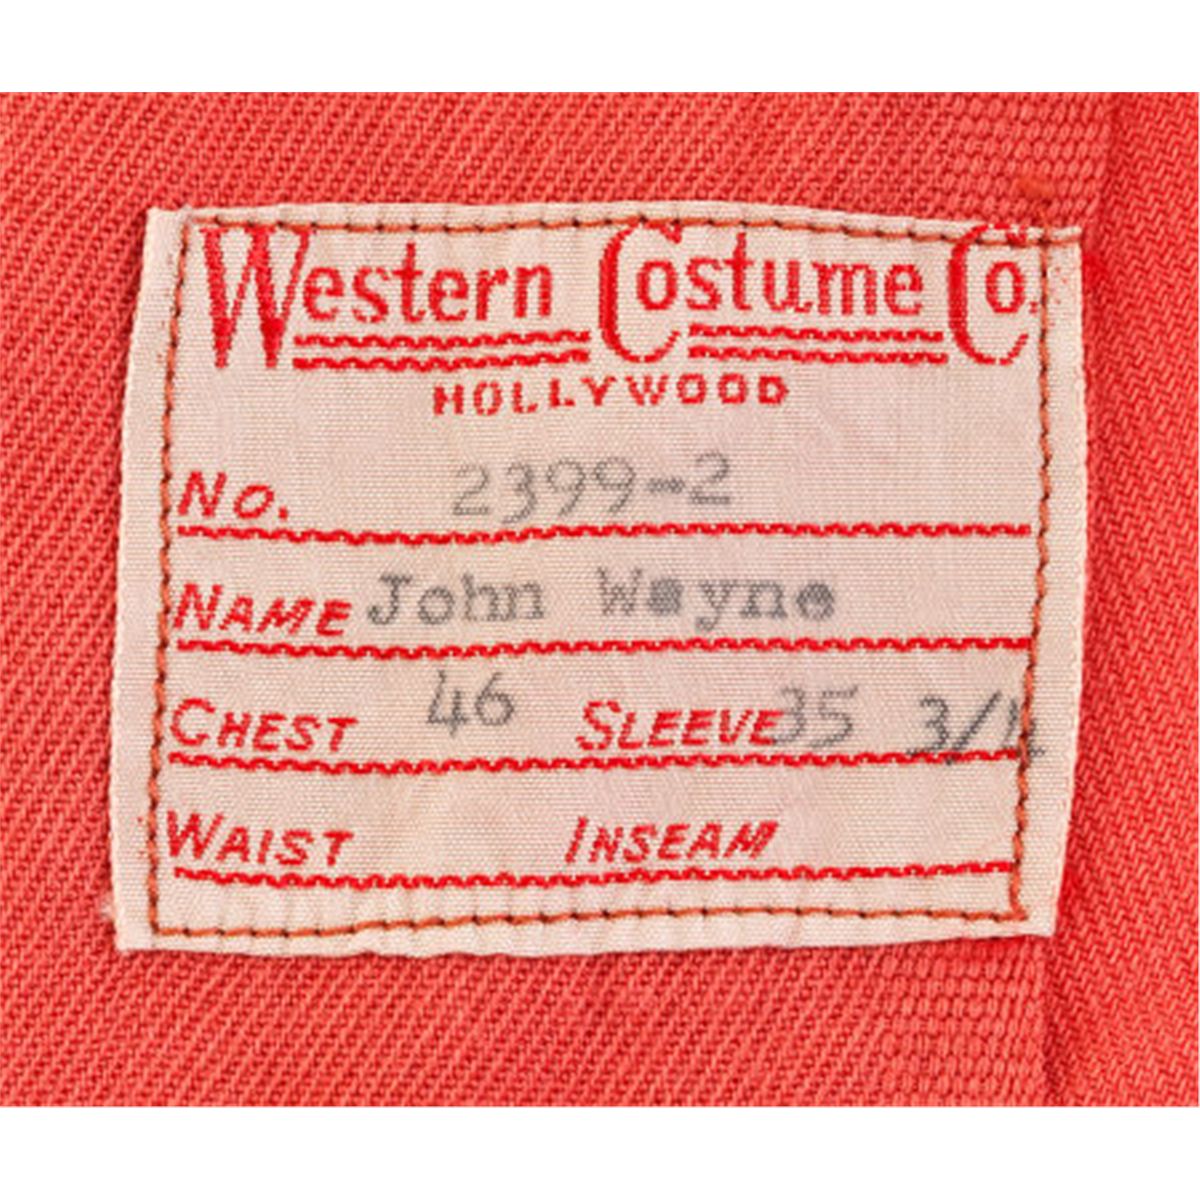 Western Costume Co.
HOLLYWOOD
No. 2399-2
NAME John Wayne
CHEST 46 SLEEVE 35 3/4
WAIST INSEAM